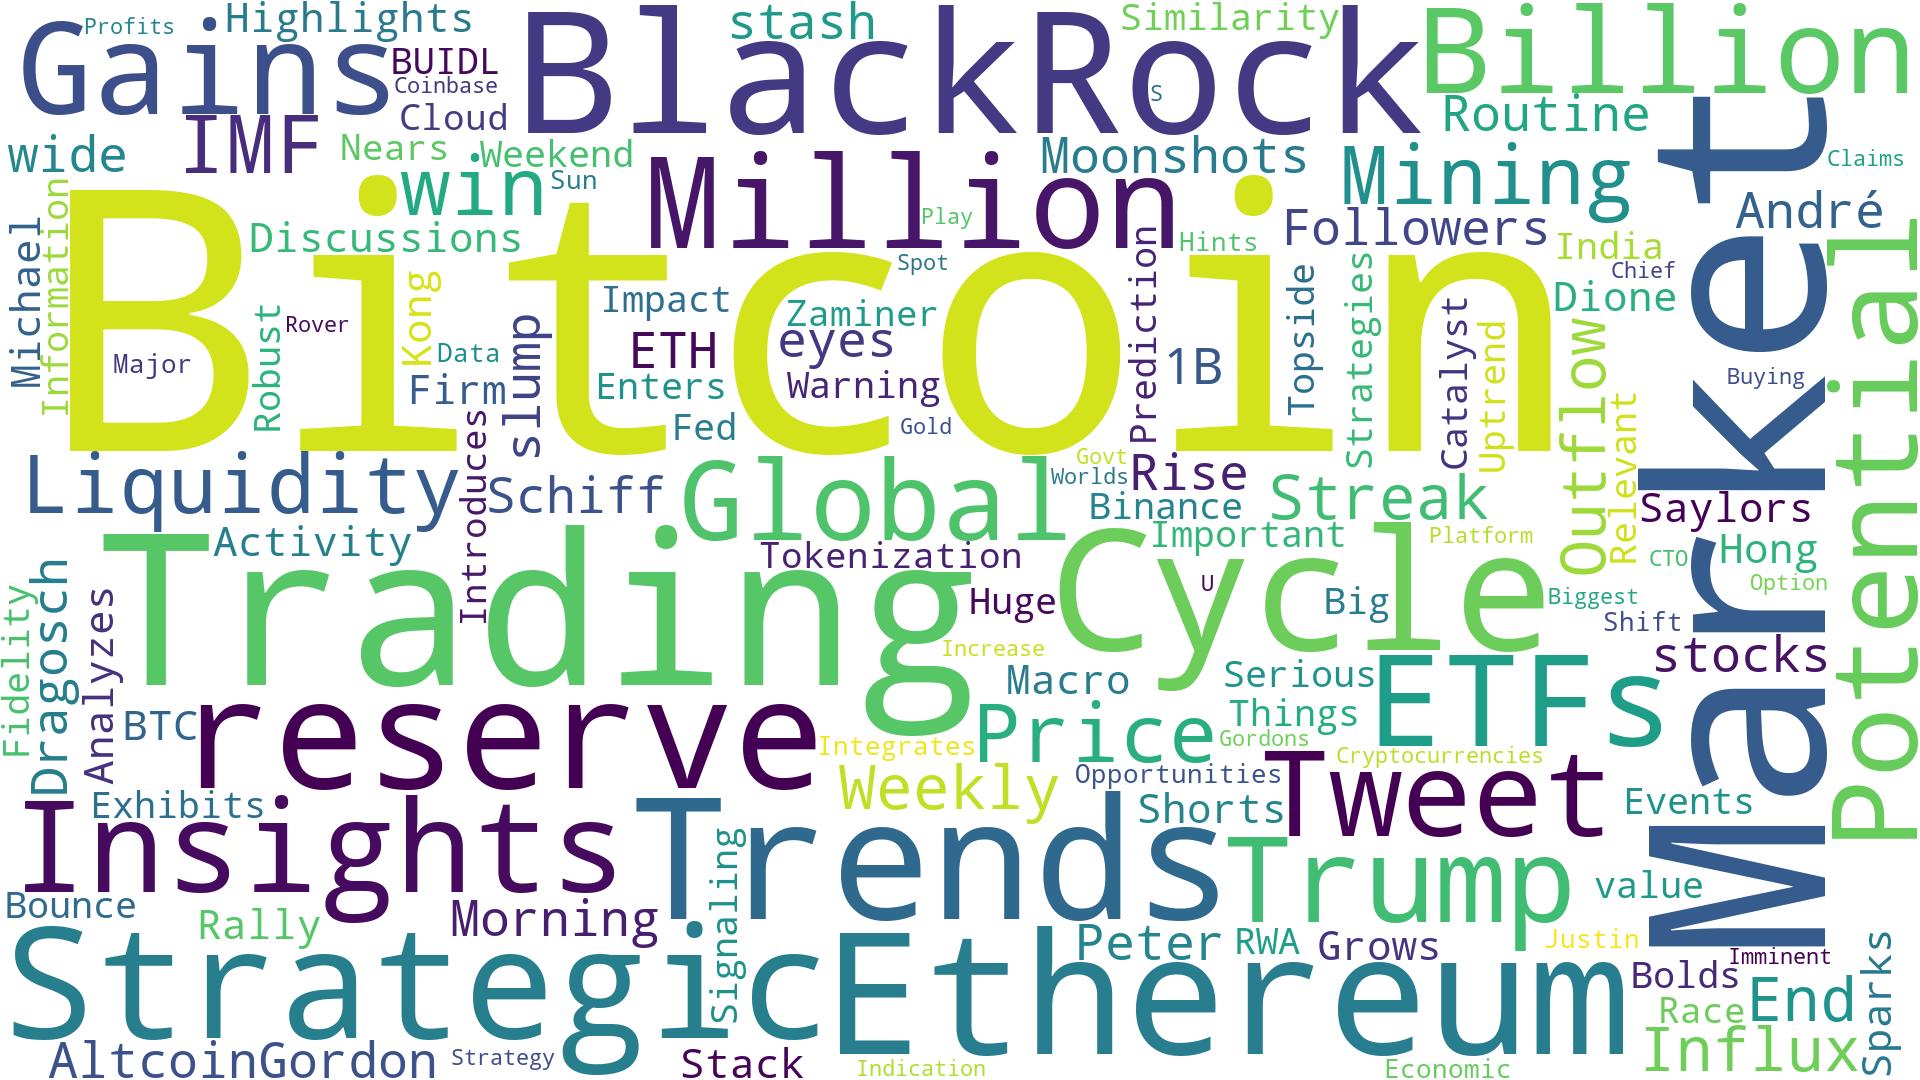 Profits
Highlights
Gains
BUIDL
Coinbase
Cloud
BlackRock
stash
Similarity
S
Billion
Routine
IMF
wide
Nears
Weekend
win
Sun
Million
Moonshots
Mining
Claims
André
Michael
Information
Discussions
Bitcoin
Play
Hints
Followers
India
Chief
Dione
Market
Potential
Spot
Impact
Zaminer
Kong
Robust
Rover
Major
Data
Firm
slump
ETH
eyes
Enters
Warning
Fed
Gold
Prediction
1B
Topside
Strategies
Catalyst
Uptrend
Outflow
Relevant
Buying
Liquidity
Introduces
Schiff
Global
Govt
Worlds
Rise
Binance
Streak
Saylors
Activity
Trading
Tokenization
Important
Cycle
Platform
CTO
Hong
Option
Huge
U
Big
Biggest
Shift
Fidelity
Dragosch
Analyzes
Increase
Macro
Serious
stocks
BTC
reserve
Integrates
Price
Things
Gordons
ETFs
Cryptocurrencies
Weekly
Opportunities
Shorts
Tweet
Events
Exhibits
Insights
Trends
Signaling
Trump
value
Bounce
Rally
Morning
Peter
RWA
Grows
Justin
Imminent
Sparks
Strategic
Ethereum
Bolds
Race
End
Influx
AltcoinGordon
Strategy
Stack
Indication
Economic